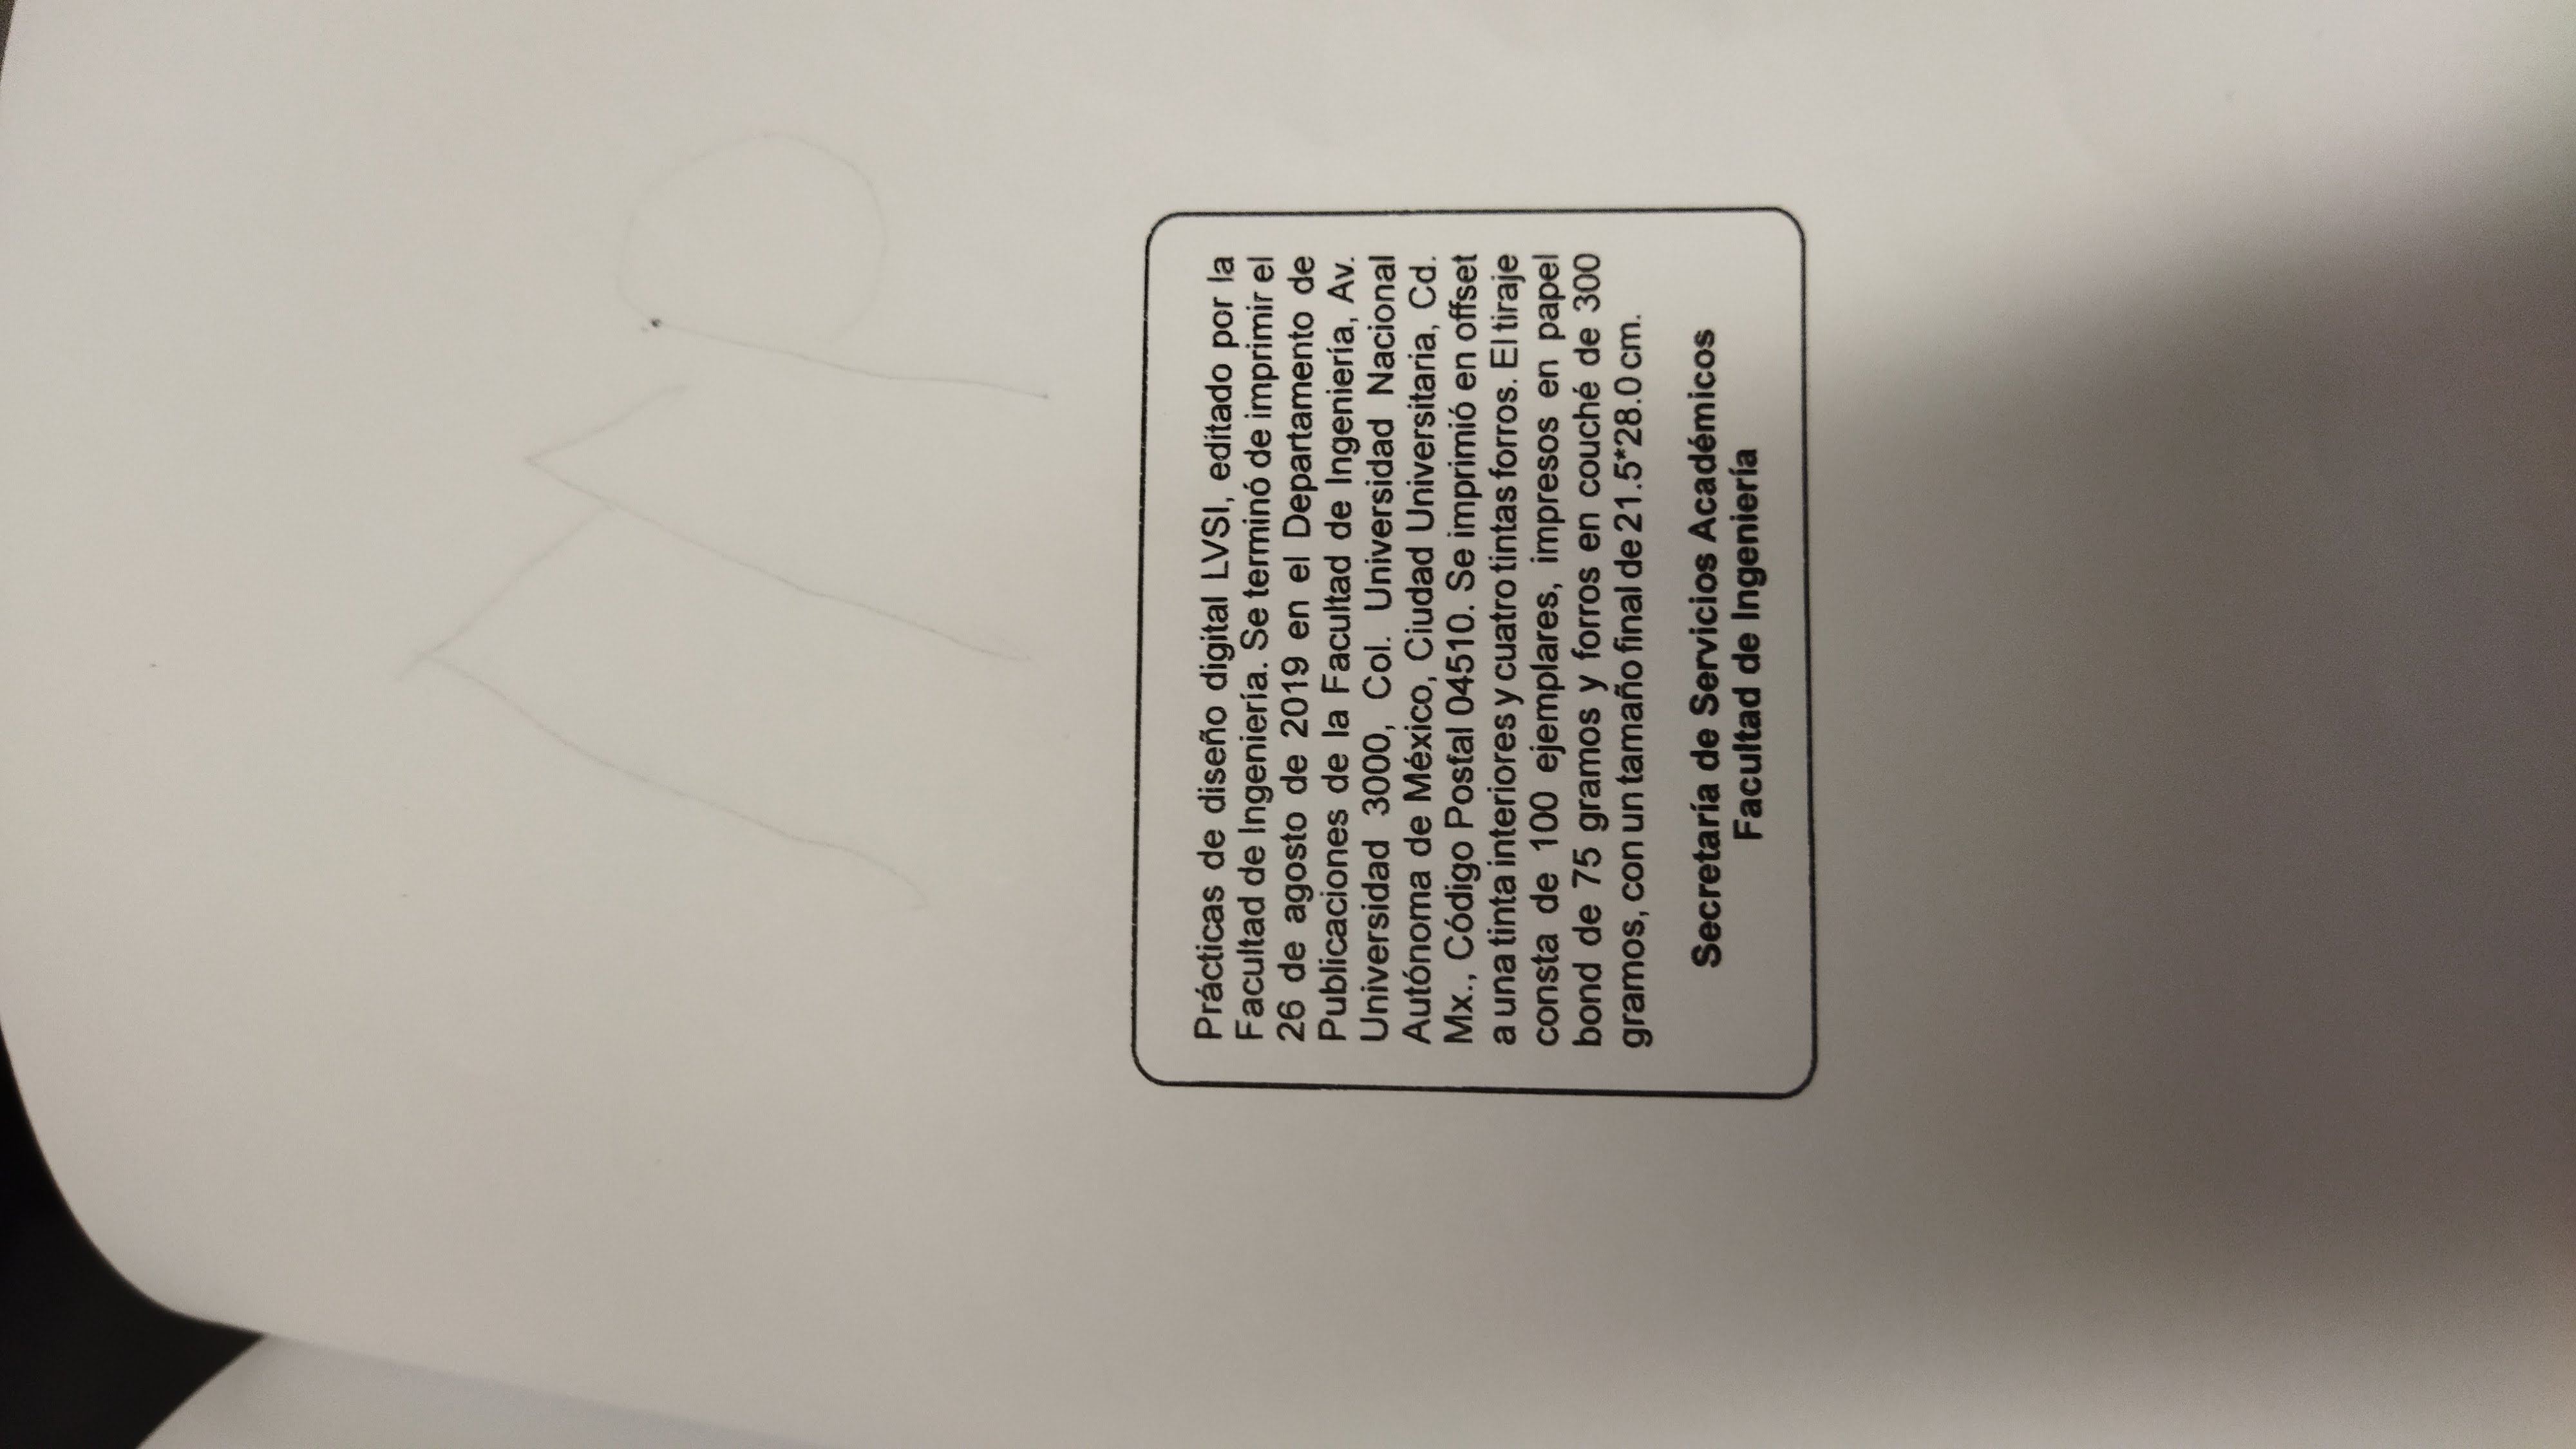 Mp
Prácticas de diseño digital LVSI, editado por la
Facultad de Ingeniería. Se terminó de imprimir el
26 de agosto de 2019 en el Departamento de
Publicaciones de la Facultad de Ingeniería, Av.
Universidad 3000, Col. Universidad Nacional
Autónoma de México, Ciudad Universitaria, Cd.
Mx., Código Postal 04510. Se imprimió en offset
a una tinta interiores y cuatro tintas forros. El tiraje
consta de 100 ejemplares, impresos en papel
bond de 75 gramos y forros en couché de 300
gramos, con un tamaño final de 21.5*28.0 cm.
Secretaría de Servicios Académicos
Facultad de Ingeniería